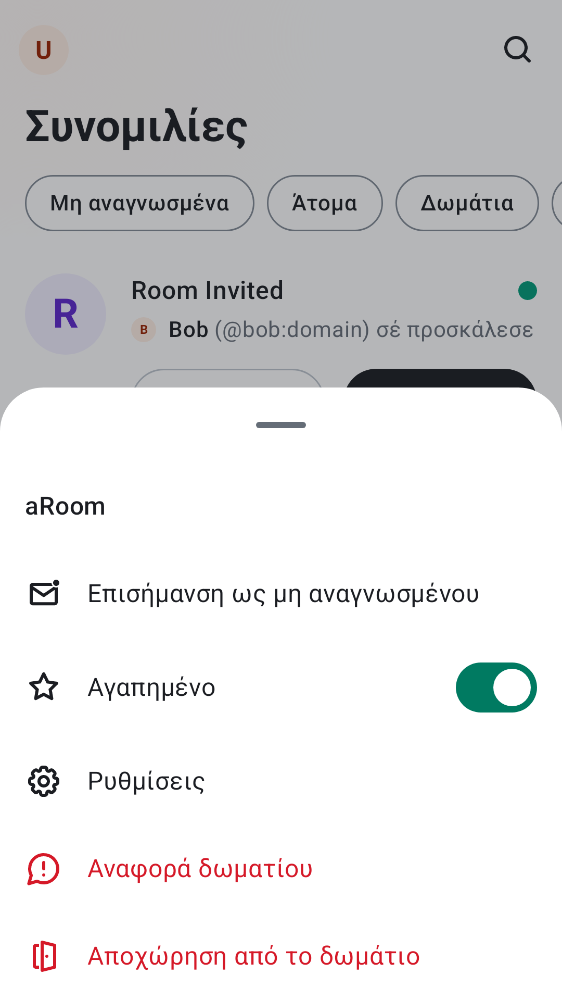 U
Συνομιλίες
Μη αναγνωσμένα
Άτομα
Δωμάτια
R
Room Invited
B Bob (@bob:domain) σέ προσκάλεσε
aRoom
Επισήμανση ως μη αναγνωσμένου
Αγαπημένο
Ρυθμίσεις
Αναφορά δωματίου
Αποχώρηση από το δωμάτιο